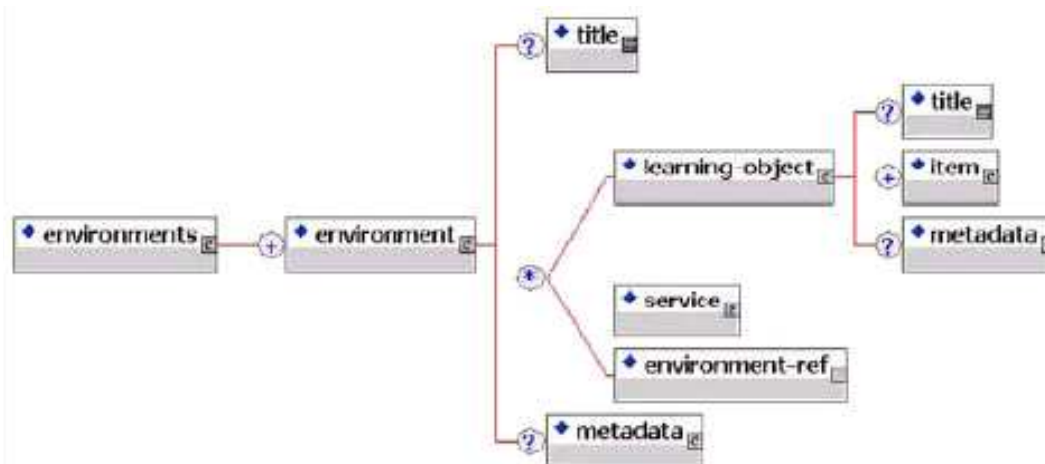 ? title
? title
learning-object
+ item
environments + environment
? metadata
*
service
environment-ref
? metadata